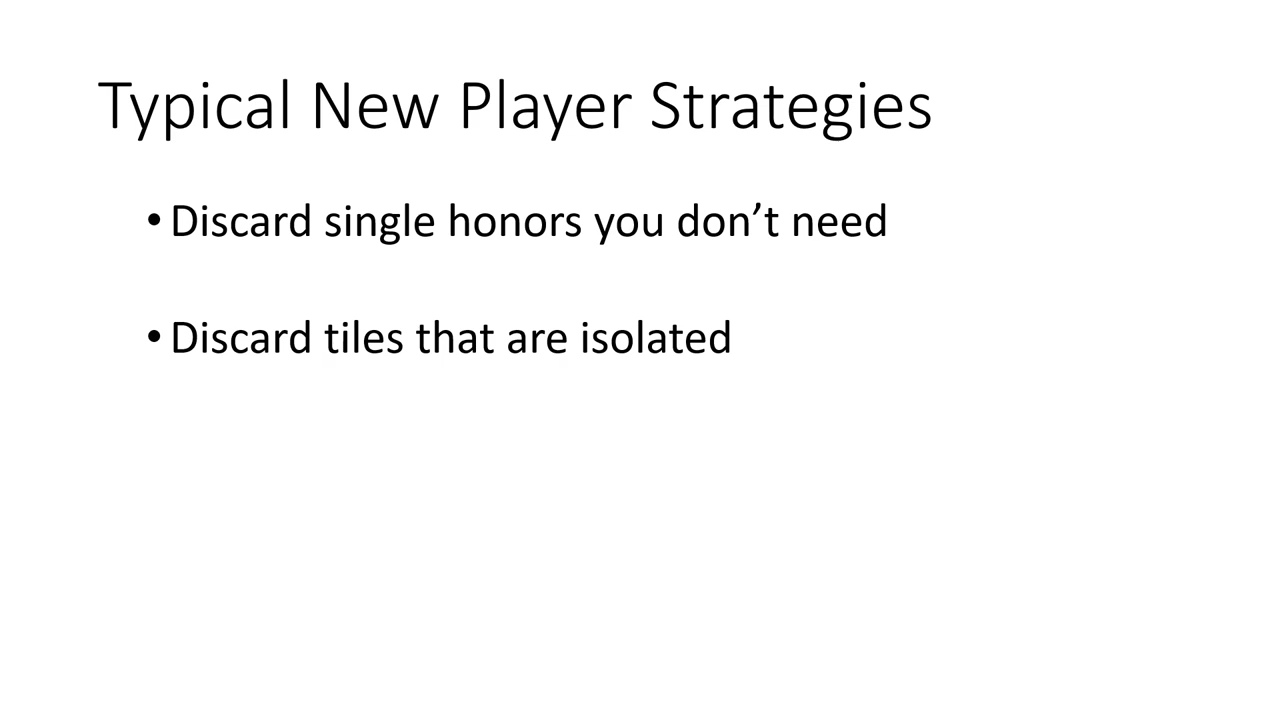 Typical New Player Strategies
• Discard single honors you don’t need
• Discard tiles that are isolated